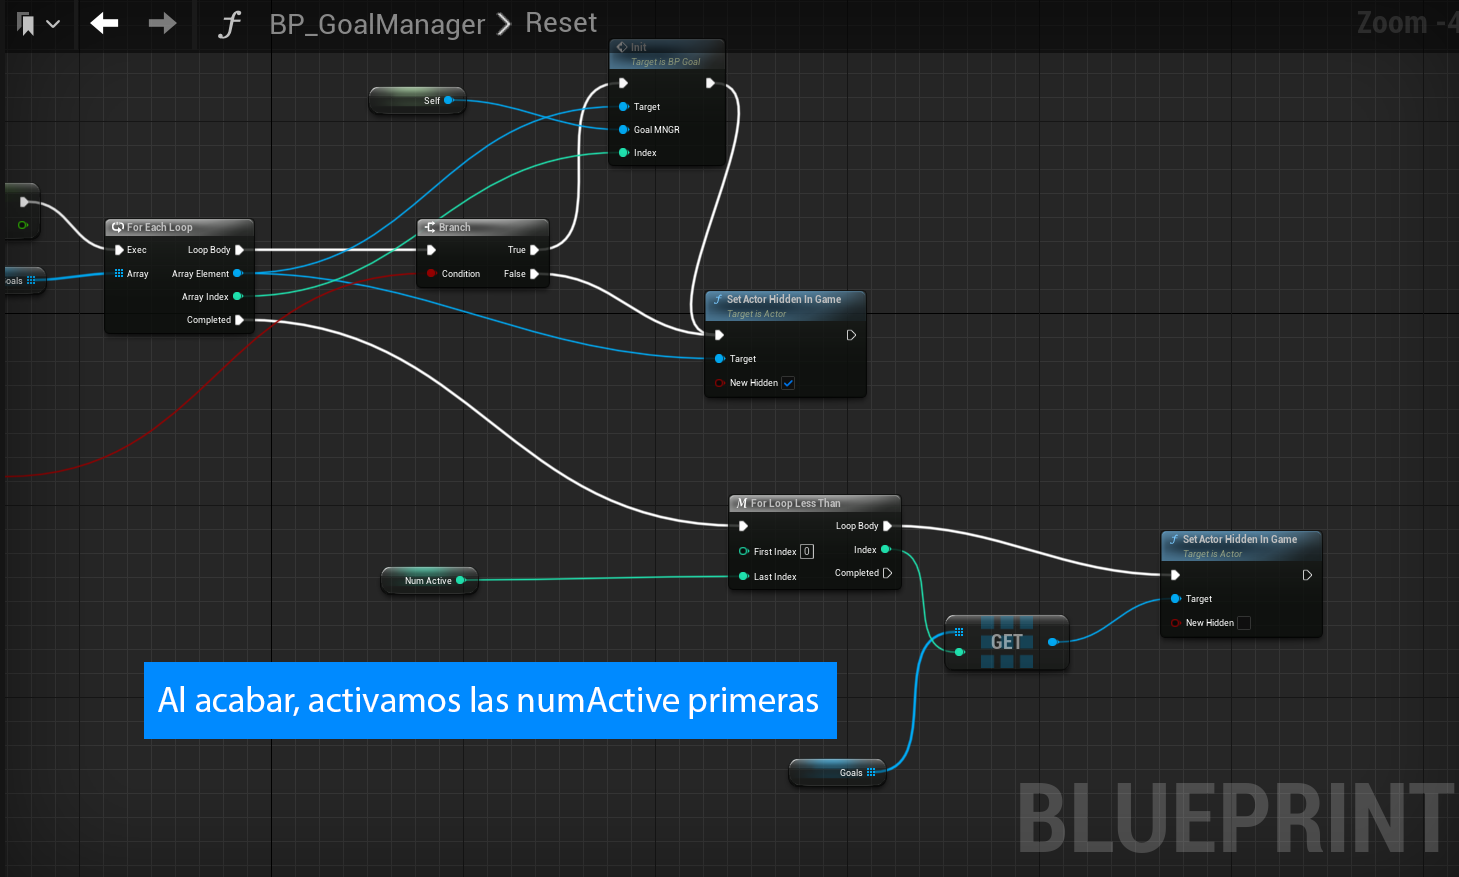 BP_GoalManager > Reset
Zoom -4
Init
Target is BP Goal
Self
Target
Goal MNGR
Index
For Each Loop
Exec
Loop Body
Array
Array Element
Array Index
Completed
oals
Branch
True
Condition
False
Set Actor Hidden In Game
Target is Actor
Target
New Hidden
For Loop Less Than
Loop Body
First Index 0
Index
Last Index
Completed
Num Active
Set Actor Hidden In Game
Target is Actor
Target
New Hidden
GET
Al acabar, activamos las numActive primeras
Goals
BLUEPRINT